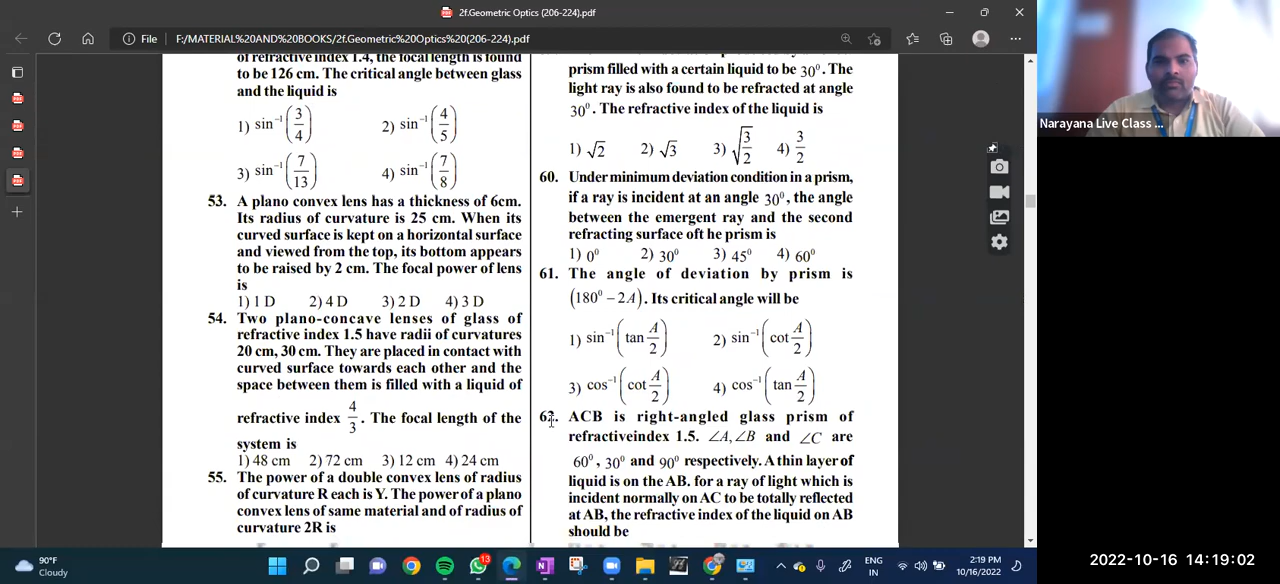 2f.Geometric Optics (206-224).pdf
File F:/MATERIAL%20AND%20BOOKS/2f.Geometric%20Optics%20(206-224).pdf
of refractive index 1.4, the focal length is found
to be 126 cm. The critical angle between glass
and the liquid is
1) sin⁻¹(3/4) 2) sin⁻¹(4/5)
3) sin⁻¹(7/13) 4) sin⁻¹(7/8)
53. A plano convex lens has a thickness of 6cm.
Its radius of curvature is 25 cm. When its
curved surface is kept on a horizontal surface
and viewed from the top, its bottom appears
to be raised by 2 cm. The focal power of lens
is
1) 1 D 2) 4 D 3) 2 D 4) 3 D
54. Two plano-concave lenses of glass of
refractive index 1.5 have radii of curvatures
20 cm, 30 cm. They are placed in contact with
curved surface towards each other and the
space between them is filled with a liquid of
refractive index 4/3. The focal length of the
system is
1) 48 cm 2) 72 cm 3) 12 cm 4) 24 cm
55. The power of a double convex lens of radius
of curvature R each is Y. The power of a plano
convex lens of same material and of radius of
curvature 2R is
prism filled with a certain liquid to be 30⁰. The
light ray is also found to be refracted at angle
30⁰. The refractive index of the liquid is
1) √2 2) √3 3) √(3/2) 4) 3/2
60. Under minimum deviation condition in a prism,
if a ray is incident at an angle 30⁰, the angle
between the emergent ray and the second
refracting surface oft he prism is
1) 0⁰ 2) 30⁰ 3) 45⁰ 4) 60⁰
61. The angle of deviation by prism is
(180⁰ – 2A). Its critical angle will be
1) sin⁻¹(tan A/2) 2) sin⁻¹(cot A/2)
3) cos⁻¹(cot A/2) 4) cos⁻¹(tan A/2)
62. ACB is right-angled glass prism of
refractiveindex 1.5. ∠A, ∠B and ∠C are
60⁰, 30⁰ and 90⁰ respectively. A thin layer of
liquid is on the AB. for a ray of light which is
incident normally on AC to be totally reflected
at AB, the refractive index of the liquid on AB
should be
Narayana Live Class ...
90°F
Cloudy
13
ENG
IN
2:19 PM
10/16/2022
2022-10-16 14:19:02